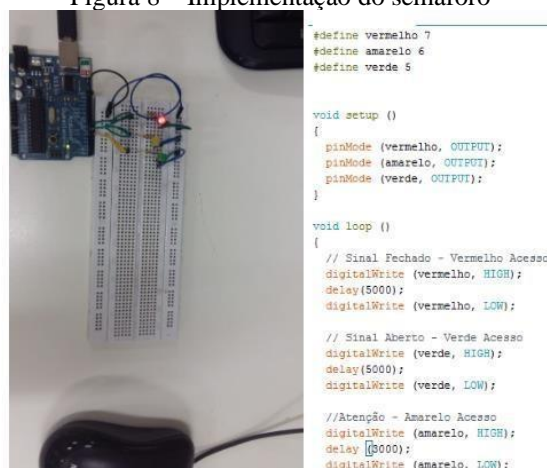 Figura 8 – Implementação do semáforo
#define vermelho 7
#define amarelo 6
#define verde 5
void setup ()
{
pinMode (vermelho, OUTPUT);
pinMode (amarelo, OUTPUT);
pinMode (verde, OUTPUT);
}
void loop ()
{
// Sinal Fechado - Vermelho Acesso
digitalWrite (vermelho, HIGH);
delay(5000);
digitalWrite (vermelho, LOW);
// Sinal Aberto - Verde Acesso
digitalWrite (verde, HIGH);
delay(5000);
digitalWrite (verde, LOW);
//Atenção - Amarelo Acesso
digitalWrite (amarelo, HIGH);
delay (3000);
digitalWrite (amarelo, LOW);